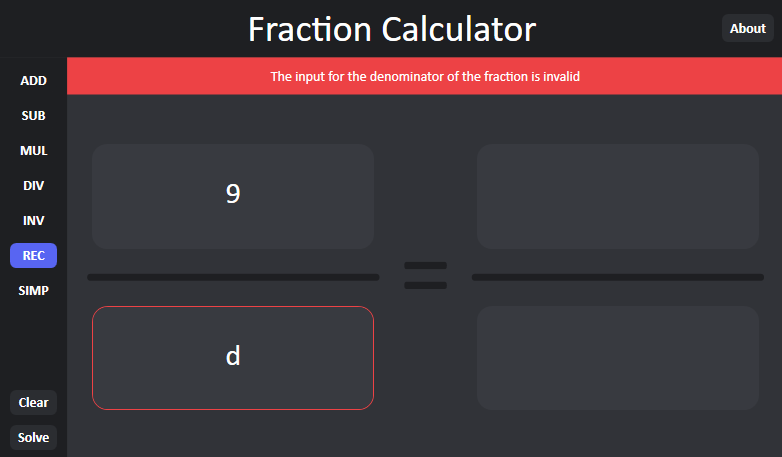 Fraction Calculator
About
The input for the denominator of the fraction is invalid
ADD
SUB
MUL
DIV
INV
REC
SIMP
Clear
Solve
9
d